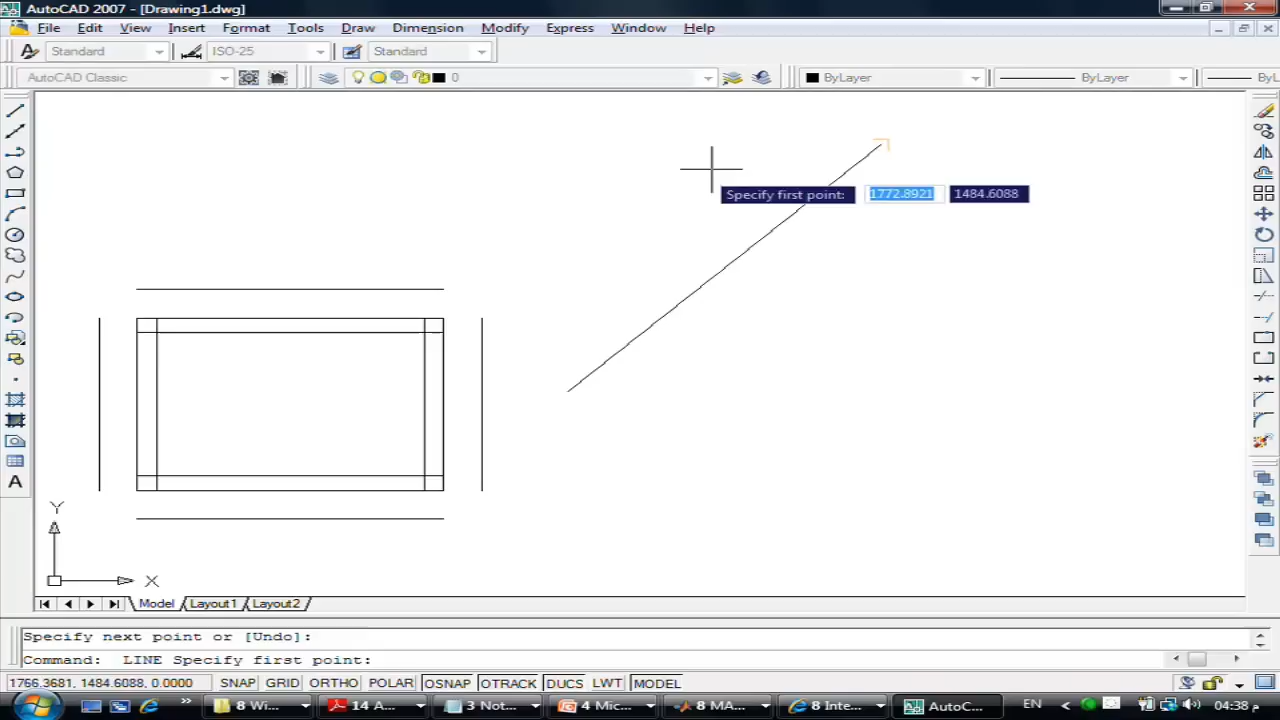 AutoCAD 2007 - [Drawing1.dwg]
File Edit View Insert Format Tools Draw Dimension Modify Express Window Help
Standard ISO-25 Standard
AutoCAD Classic 0 ByLayer ByLayer ByL
Specify first point: 1772.8921 1484.6088
Y
X
Model Layout1 Layout2
Specify next point or [Undo]:
Command: LINE Specify first point:
1766.3681, 1484.6088, 0.0000 SNAP GRID ORTHO POLAR OSNAP OTRACK DUCS LWT MODEL
8 Wi... 14 A... 3 Not... 4 Mic... 8 MA... 8 Inte... AutoC... EN 04:38 م